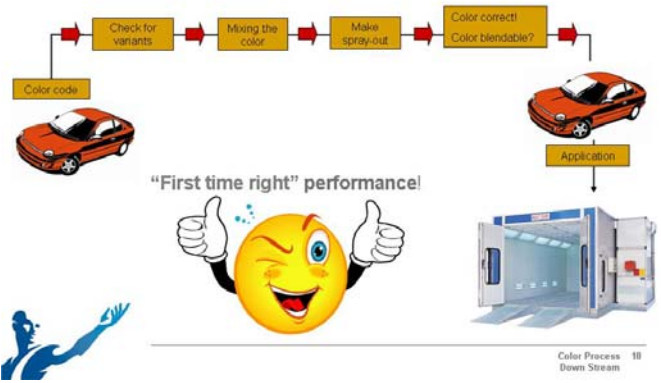 Color code
Check for
variants
Mixing the
color
Make
spray-out
Color correct!
Color blendable?
Application
“First time right” performance!
Color Process 18
Down Stream